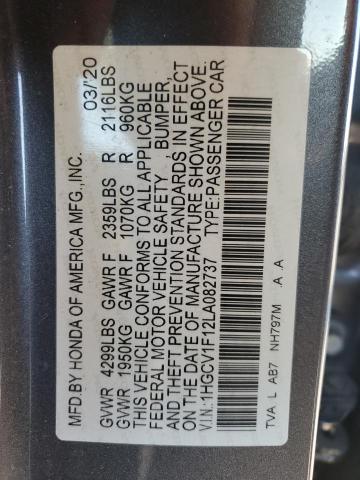 MFD.BY HONDA OF AMERICA MFG.,INC. 03/'20
GVWR 4299LBS GAWR F 2359LBS R 2116LBS
GVWR 1950KG GAWR F 1070KG R 960KG
THIS VEHICLE CONFORMS TO ALL APPLICABLE
FEDERAL MOTOR VEHICLE SAFETY , BUMPER,
AND THEFT PREVENTION STANDARDS IN EFFECT
ON THE DATE OF MANUFACTURE SHOWN ABOVE.
V.I.N.:1HGCV1F12LA082737 TYPE:PASSENGER CAR
TVA L AB7 NH797M .A .A